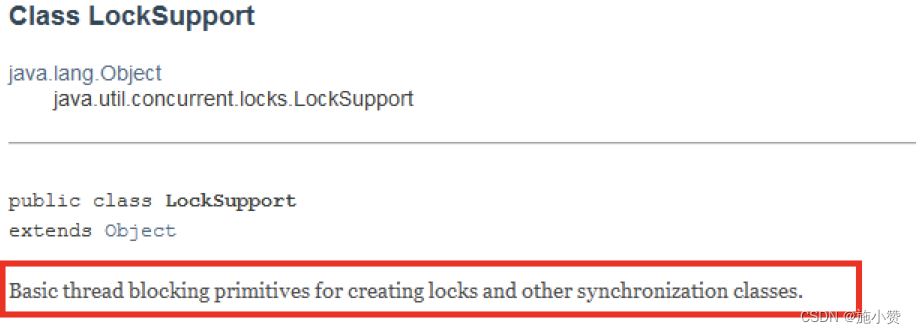 Class LockSupport
java.lang.Object
java.util.concurrent.locks.LockSupport
public class LockSupport
extends Object
Basic thread blocking primitives for creating locks and other synchronization classes.
CSDN @施小赞